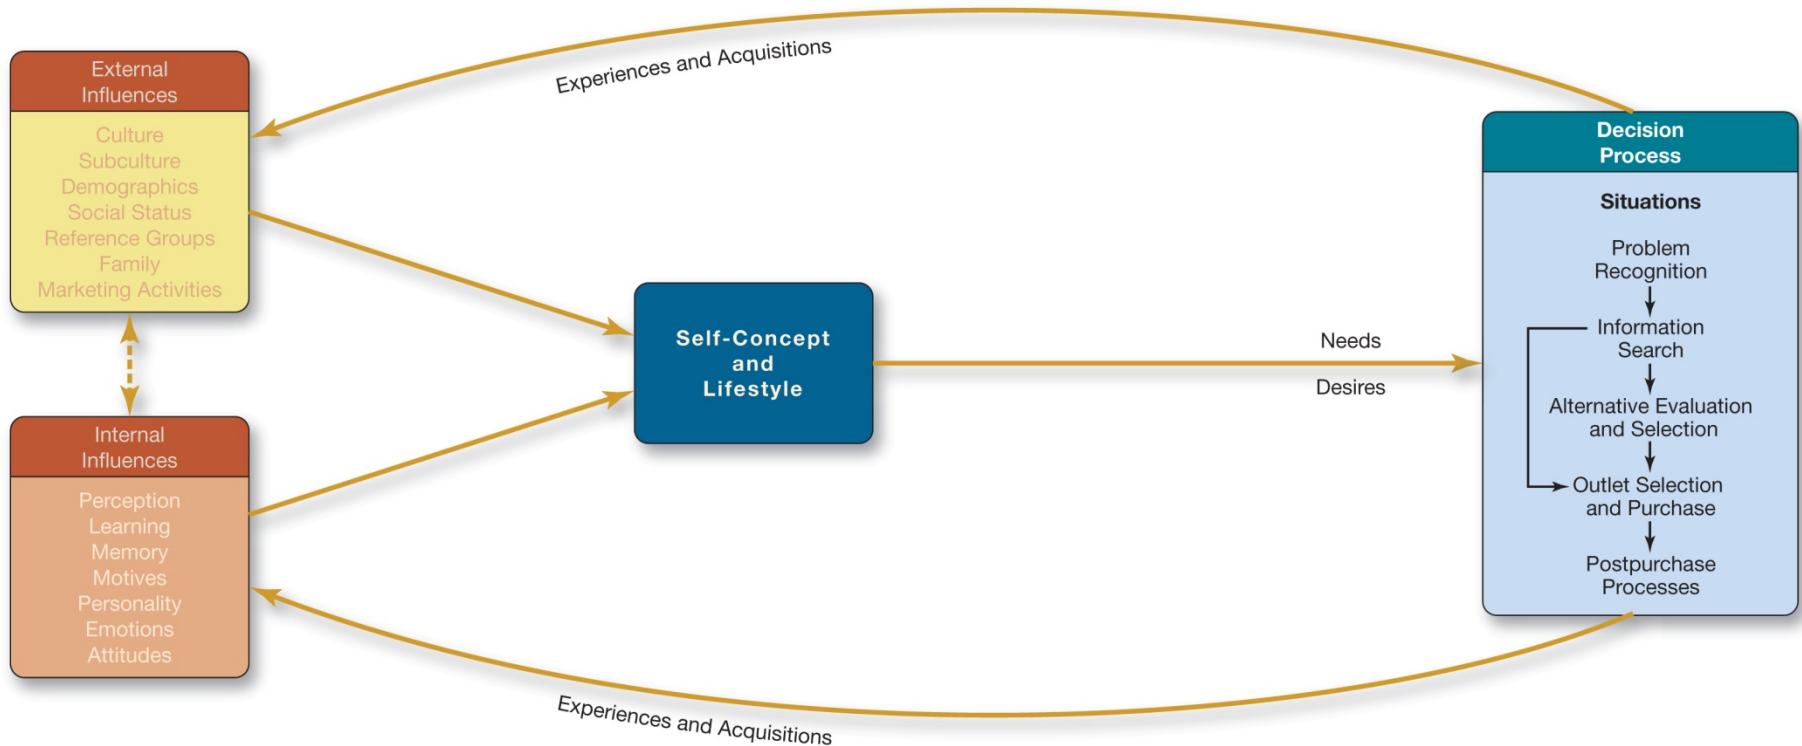 External
Influences
Culture
Subculture
Demographics
Social Status
Reference Groups
Family
Marketing Activities
Internal
Influences
Perception
Learning
Memory
Motives
Personality
Emotions
Attitudes
Experiences and Acquisitions
Self-Concept
and
Lifestyle
Needs
Desires
Experiences and Acquisitions
Decision
Process
Situations
Problem
Recognition
Information
Search
Alternative Evaluation
and Selection
Outlet Selection
and Purchase
Postpurchase
Processes